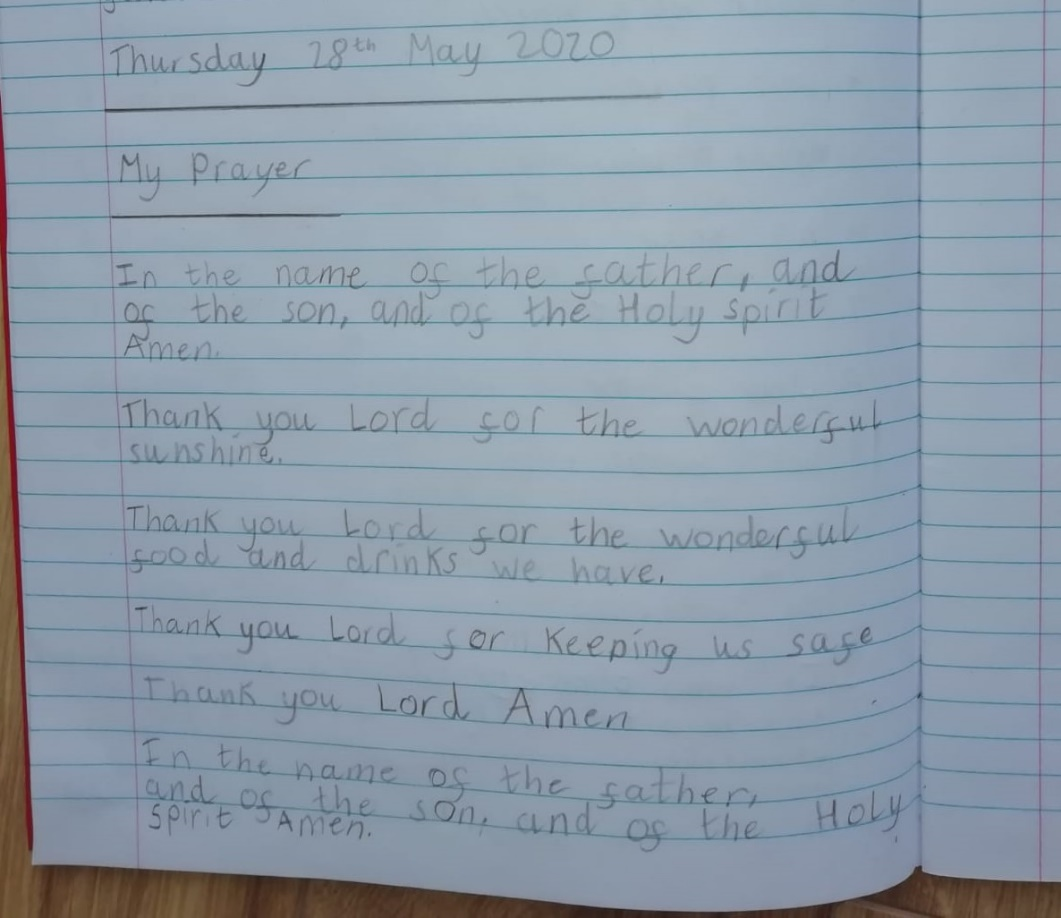 Thursday 28th May 2020
My Prayer
In the name of the father, and
of the son, and of the Holy spirit
Amen.
Thank you Lord for the wonderful
sunshine.
Thank you Lord for the wonderful
food and drinks we have.
Thank you Lord for Keeping us safe
Thank you Lord Amen
In the name of the father,
and of the son, and of the Holy
Spirit Amen.